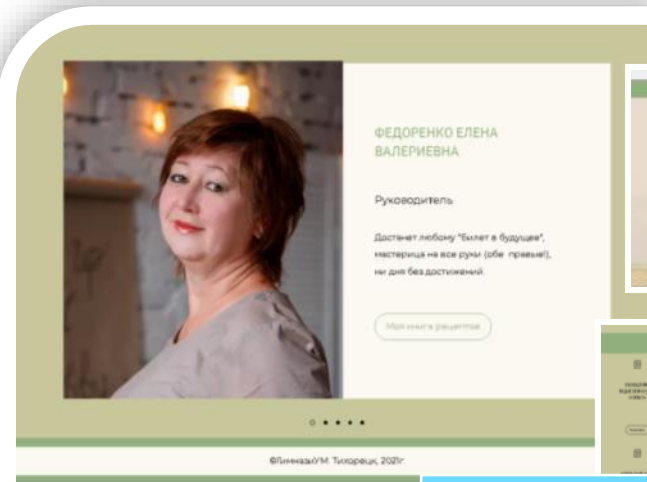 ФЕДОРЕНКО ЕЛЕНА
ВАЛЕРИЕВНА
Руководитель
Достанет любому "Билет в будущее",
мастерица на все руки (обе правые!),
ни дня без достижений.
Моя книга рецептов
Тихорецк, 2021г